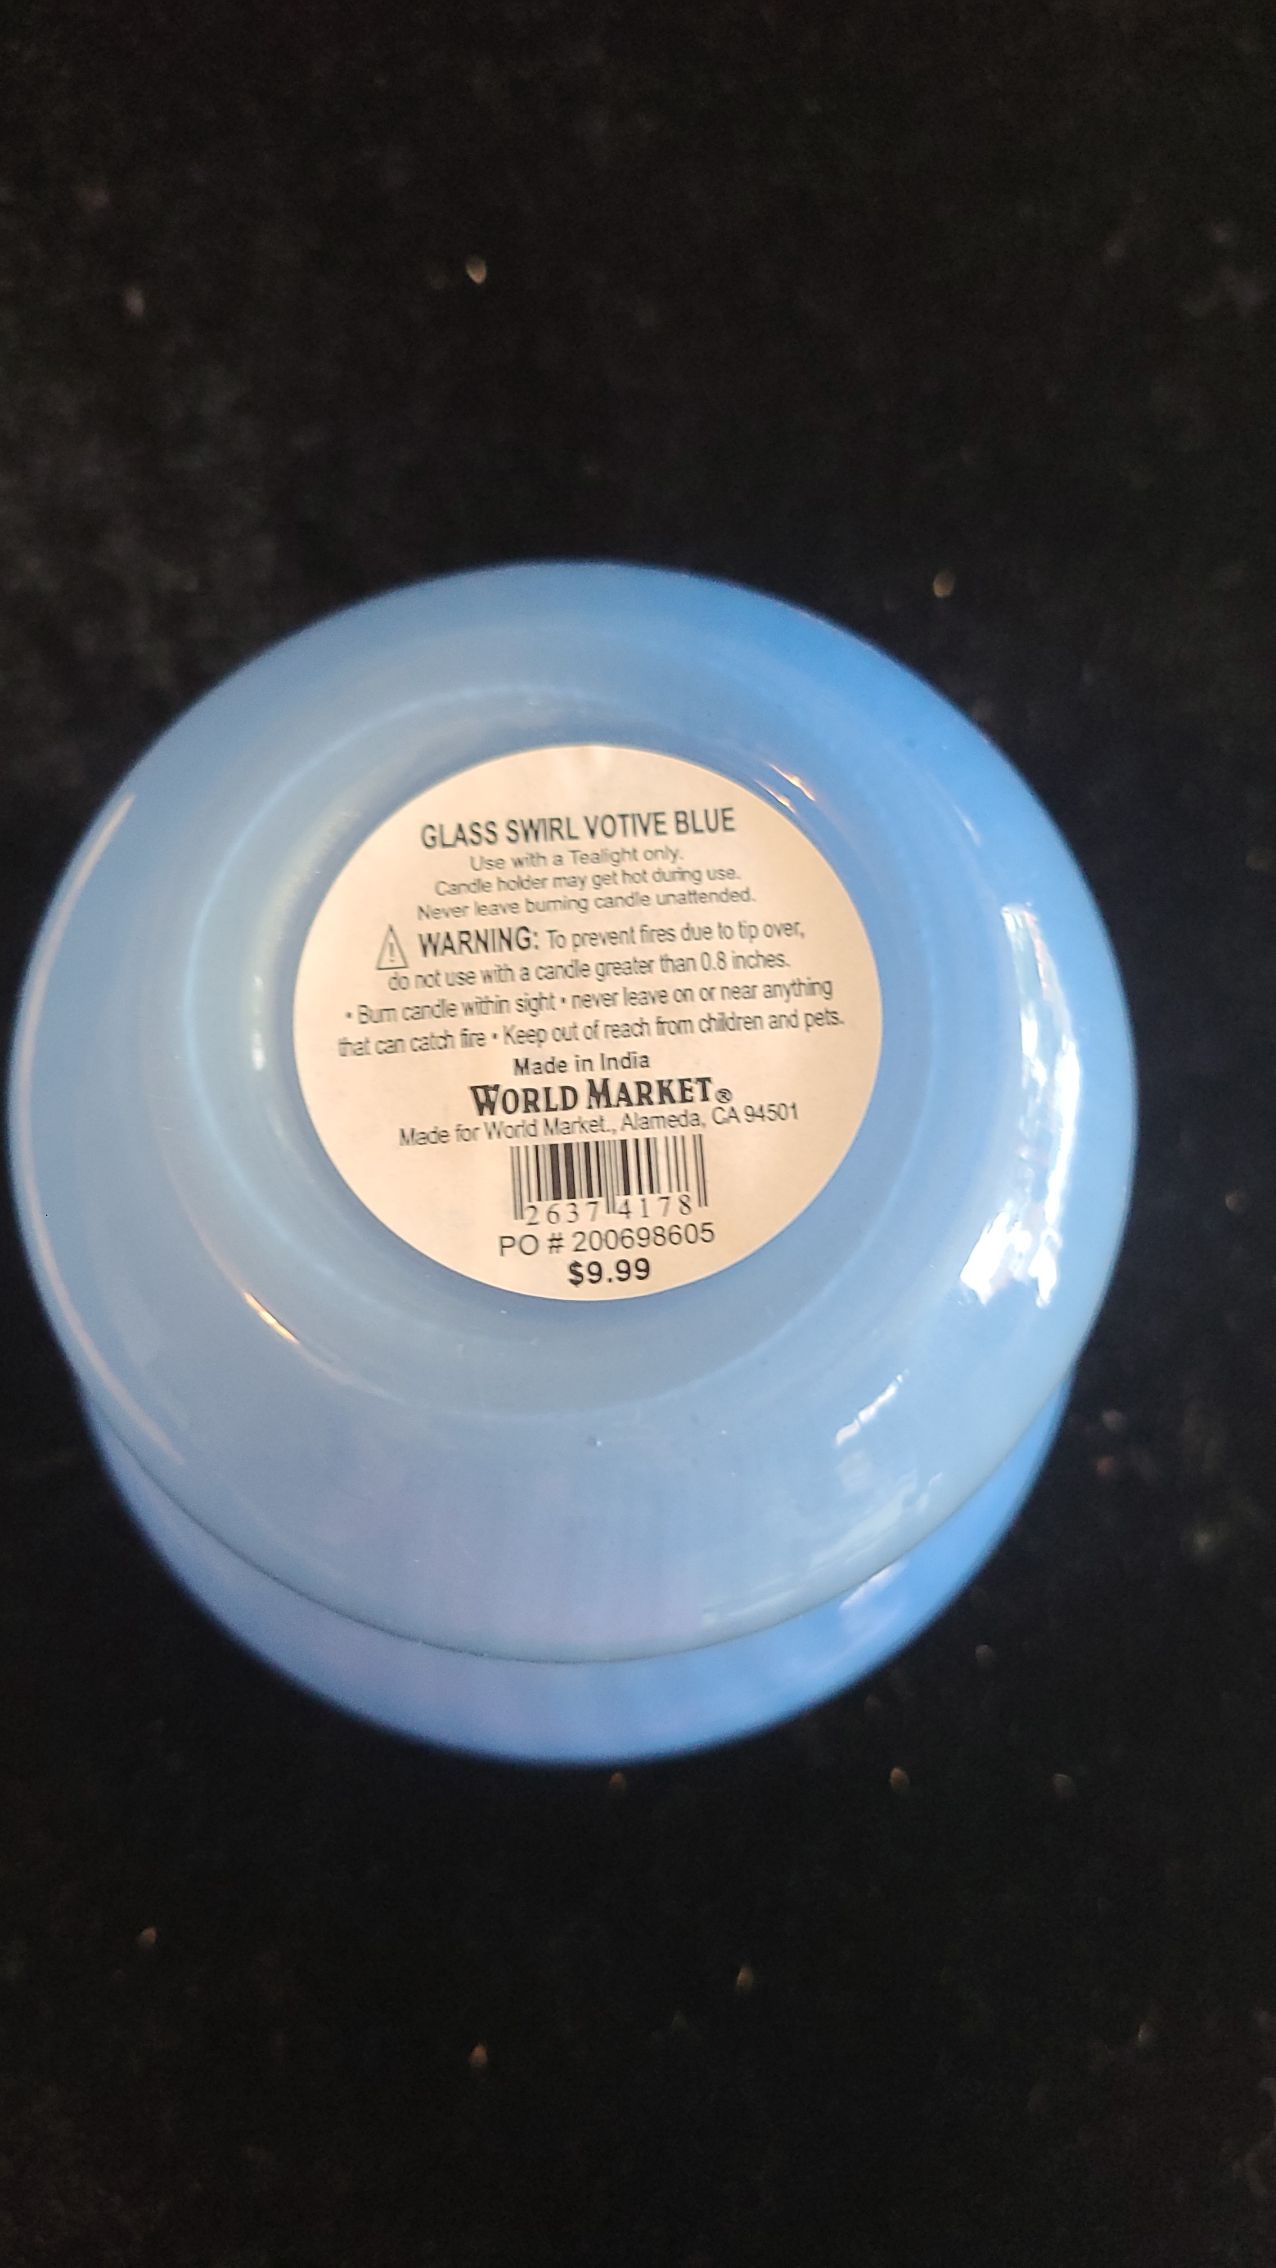 GLASS SWIRL VOTIVE BLUE
Use with a Tealight only.
Candle holder may get hot during use.
Never leave burning candle unattended.
WARNING: To prevent fires due to tip over,
do not use with a candle greater than 0.8 inches.
• Burn candle within sight • never leave on or near anything
that can catch fire • Keep out of reach from children and pets.
Made in India
WORLD MARKET®
Made for World Market., Alameda, CA 94501
2637 4178
PO # 200698605
$9.99